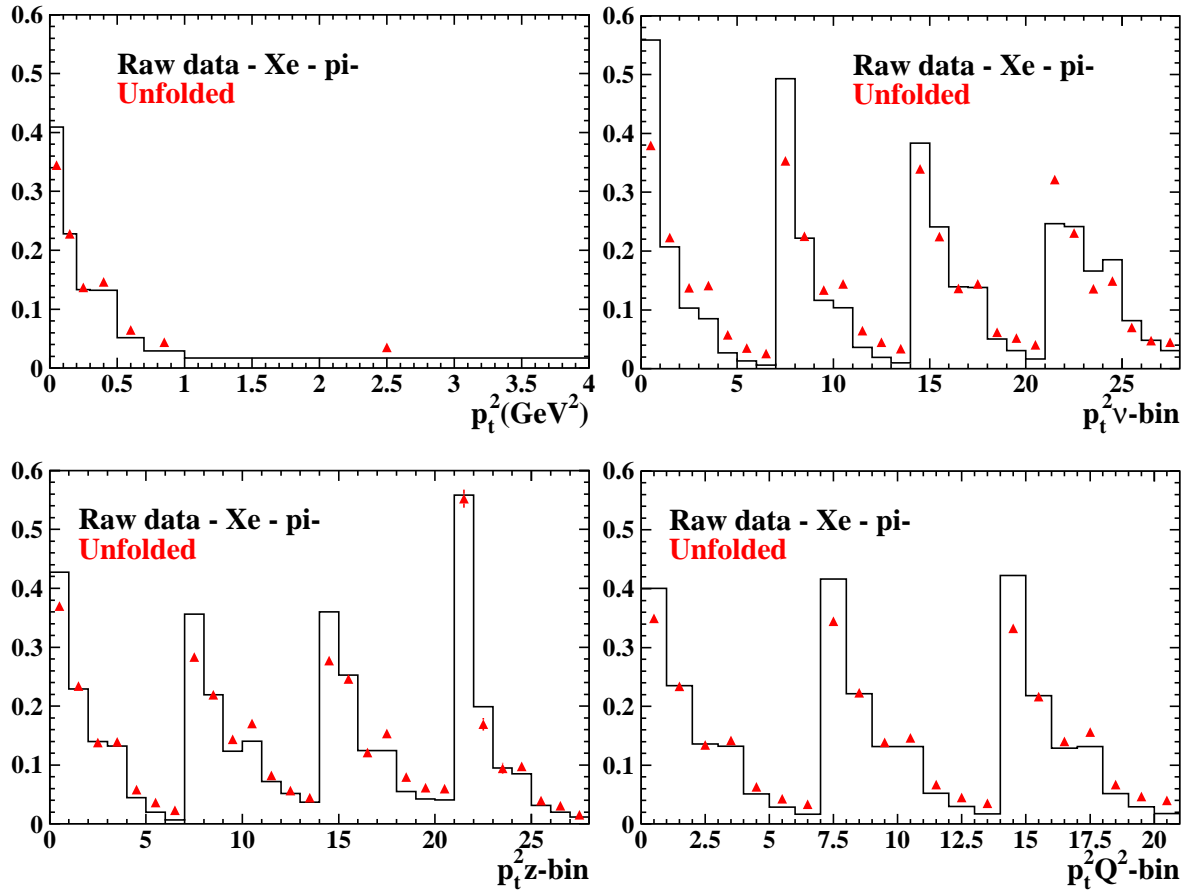 0.6
0.5
0.4
0.3
0.2
0.1
0
Raw data - Xe - pi-
Unfolded
0 0.5 1 1.5 2 2.5 3 3.5 4
p_t^2(GeV^2)
0.6
0.5
0.4
0.3
0.2
0.1
0
Raw data - Xe - pi-
Unfolded
0 5 10 15 20 25
p_t^2ν-bin
0.6
0.5
0.4
0.3
0.2
0.1
0
Raw data - Xe - pi-
Unfolded
0 5 10 15 20 25
p_t^2z-bin
0.6
0.5
0.4
0.3
0.2
0.1
0
Raw data - Xe - pi-
Unfolded
0 2.5 5 7.5 10 12.5 15 17.5 20
p_t^2Q^2-bin